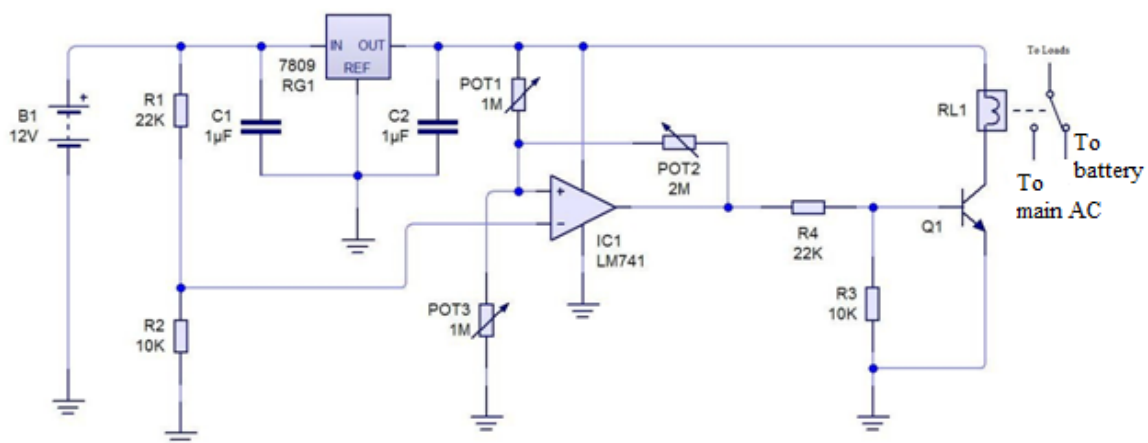 B1
12V
R1
22K
R2
10K
C1
1µF
IN OUT
REF
7809
RG1
C2
1µF
POT1
1M
POT2
2M
POT3
1M
+
−
IC1
LM741
R4
22K
R3
10K
Q1
RL1
To Loads
To
battery
To
main AC